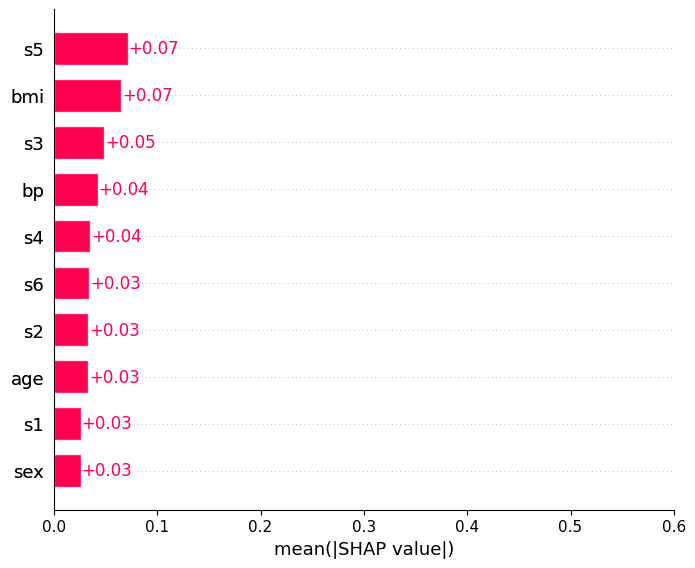 s5 +0.07
bmi +0.07
s3 +0.05
bp +0.04
s4 +0.04
s6 +0.03
s2 +0.03
age +0.03
s1 +0.03
sex +0.03
0.0 0.1 0.2 0.3 0.4 0.5 0.6
mean(|SHAP value|)